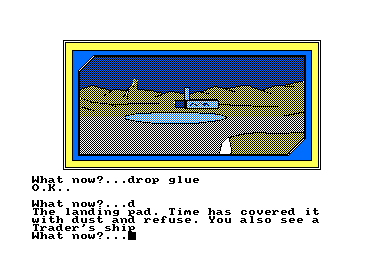 What now?...drop glue
O.K..
What now?...d
The landing pad. Time has covered it
with dust and refuse. You also see a
Trader's ship
What now?...